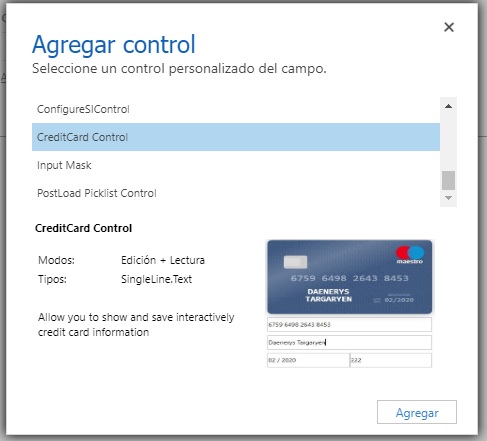 Agregar control
Seleccione un control personalizado del campo.
ConfigureSIControl
CreditCard Control
Input Mask
PostLoad Picklist Control
CreditCard Control
Modos: Edición + Lectura
Tipos: SingleLine.Text
Allow you to show and save interactively
credit card information
maestro
6759 6498 2643 8453
DAENERYS
TARGARYEN
02/2020
6759 6498 2643 8453
Daenerys Targaryen
02 / 2020 222
Agregar